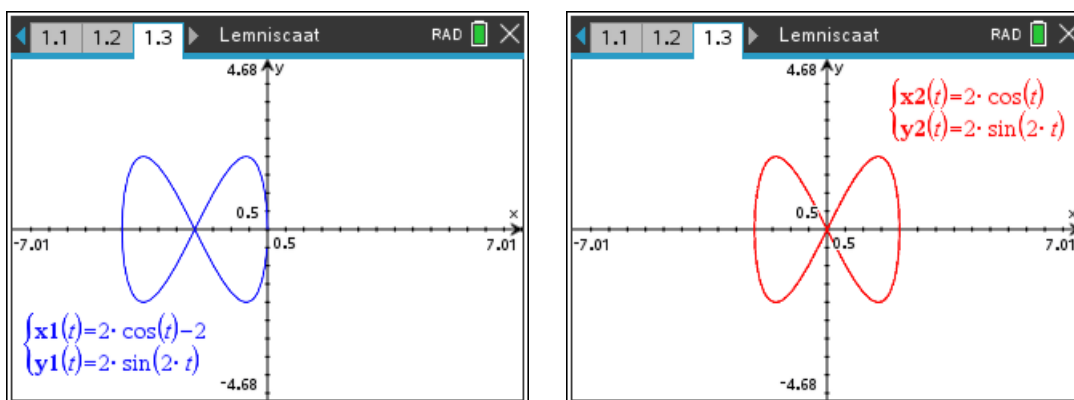 1.1 1.2 1.3 Lemniscaat RAD
4.68 y
0.5
x
-7.01 0.5 7.01
x1(t)=2· cos(t)−2
y1(t)=2· sin(2· t)
-4.68
1.1 1.2 1.3 Lemniscaat RAD
4.68 y
x2(t)=2· cos(t)
y2(t)=2· sin(2· t)
0.5
x
-7.01 0.5 7.01
-4.68